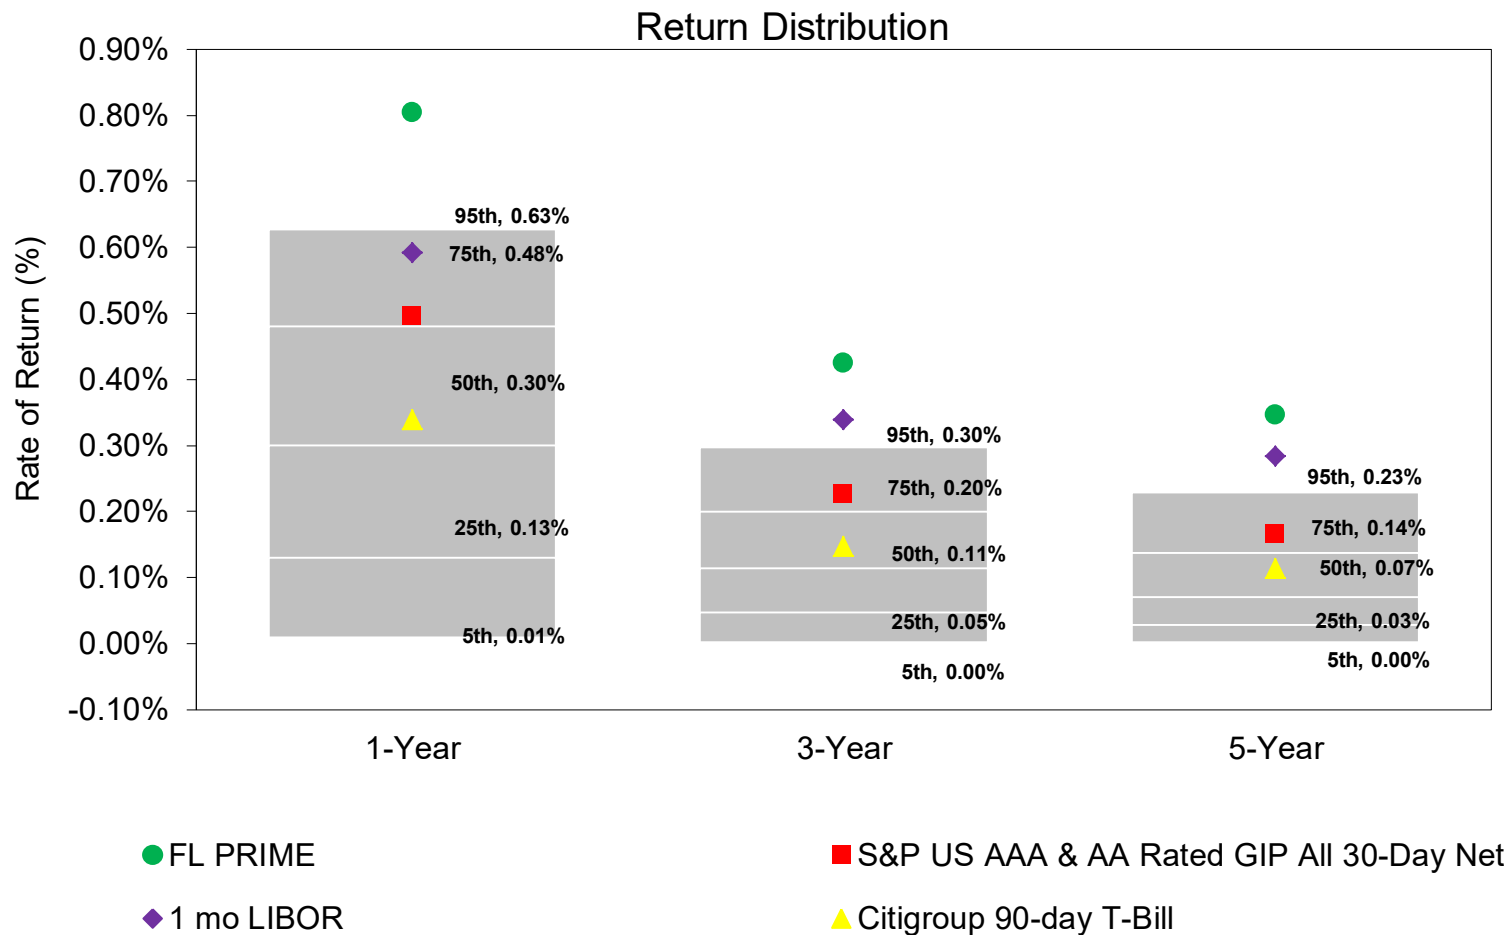 Return Distribution
0.90%
0.80%
0.70%
0.60%
0.50%
0.40%
0.30%
0.20%
0.10%
0.00%
-0.10%
Rate of Return (%)
95th, 0.63%
75th, 0.48%
50th, 0.30%
25th, 0.13%
5th, 0.01%
95th, 0.30%
75th, 0.20%
50th, 0.11%
25th, 0.05%
5th, 0.00%
95th, 0.23%
75th, 0.14%
50th, 0.07%
25th, 0.03%
5th, 0.00%
1-Year
3-Year
5-Year
FL PRIME
S&P US AAA & AA Rated GIP All 30-Day Net
1 mo LIBOR
Citigroup 90-day T-Bill